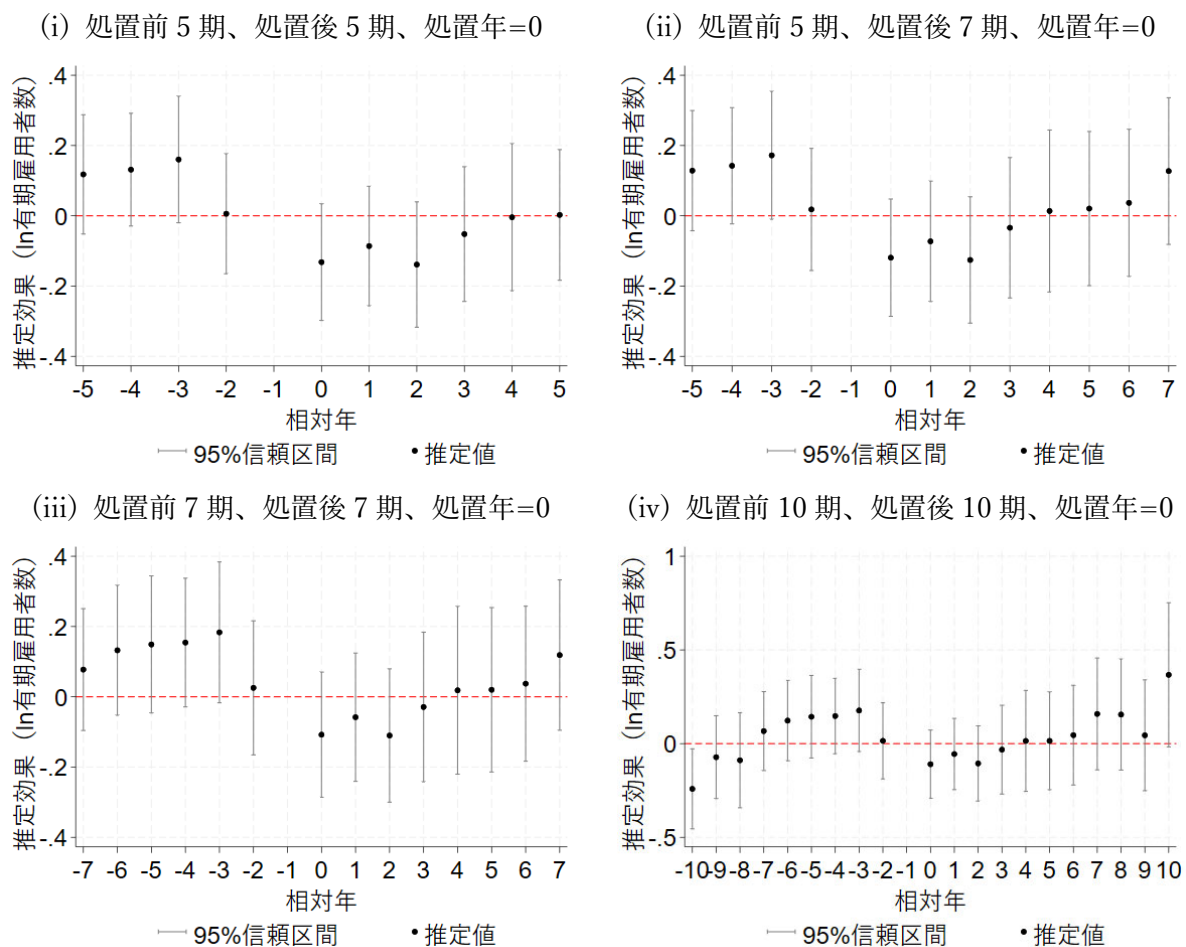 (i) 処置前 5 期、処置後 5 期、処置年=0
推定効果（ln有期雇用者数）
.4
.2
0
-.2
-.4
-5 -4 -3 -2 -1 0 1 2 3 4 5
相対年
95%信頼区間 推定値
(ii) 処置前 5 期、処置後 7 期、処置年=0
推定効果（ln有期雇用者数）
.4
.2
0
-.2
-.4
-5 -4 -3 -2 -1 0 1 2 3 4 5 6 7
相対年
95%信頼区間 推定値
(iii) 処置前 7 期、処置後 7 期、処置年=0
推定効果（ln有期雇用者数）
.4
.2
0
-.2
-.4
-7 -6 -5 -4 -3 -2 -1 0 1 2 3 4 5 6 7
相対年
95%信頼区間 推定値
(iv) 処置前 10 期、処置後 10 期、処置年=0
推定効果（ln有期雇用者数）
1
.5
0
-.5
-10 -9 -8 -7 -6 -5 -4 -3 -2 -1 0 1 2 3 4 5 6 7 8 9 10
相対年
95%信頼区間 推定値